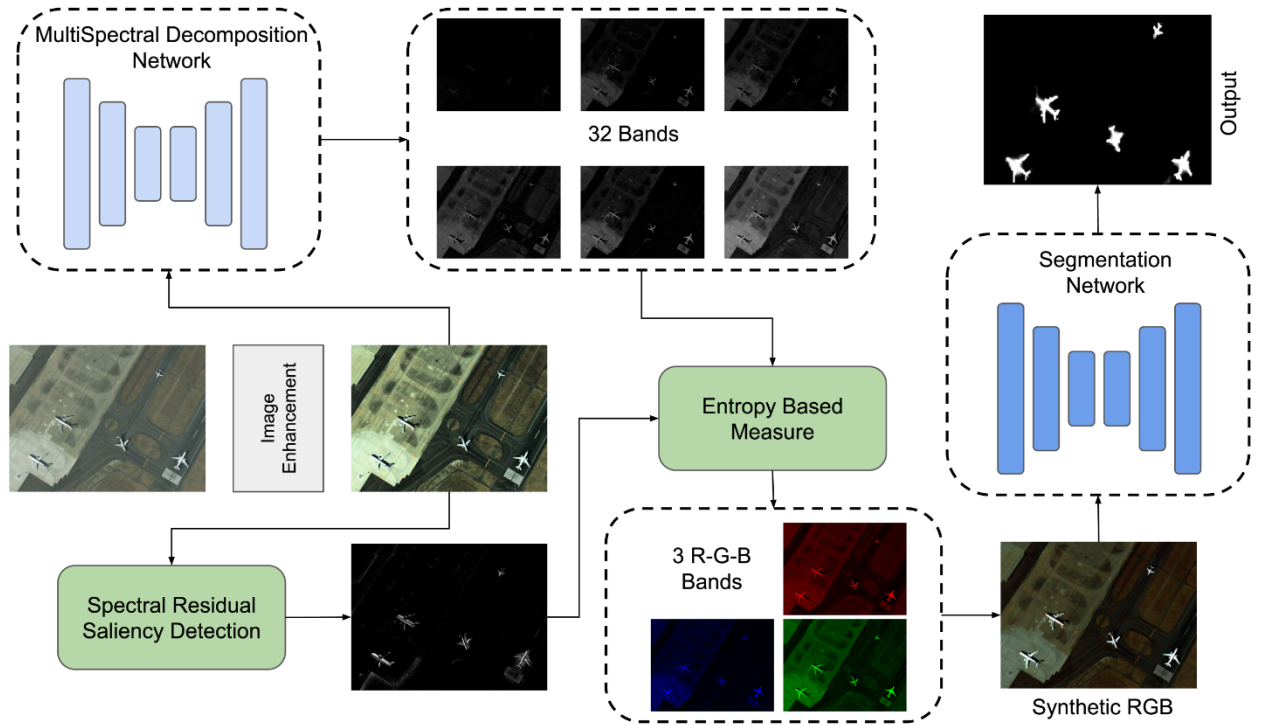 MultiSpectral Decomposition
Network
32 Bands
Output
Segmentation
Network
Image
Enhancement
Entropy Based
Measure
Spectral Residual
Saliency Detection
3 R-G-B
Bands
Synthetic RGB